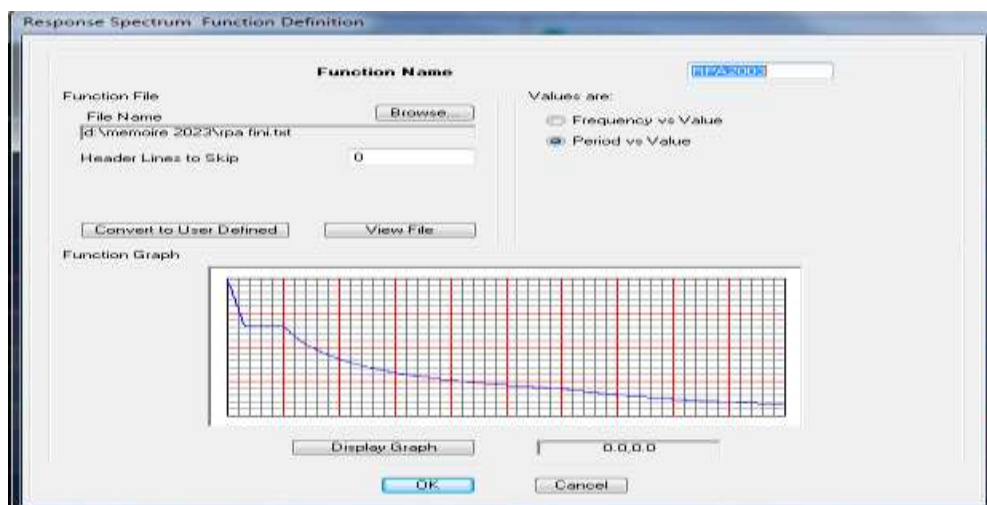 Response Spectrum Function Definition
Function Name
RPA2003
Function File
File Name
Browse...
d:\memoire 2023\rpa fini.txt
Header Lines to Skip
0
Convert to User Defined
View File
Values are:
Frequency vs Value
Period vs Value
Function Graph
Display Graph
0.0,0.0
OK
Cancel